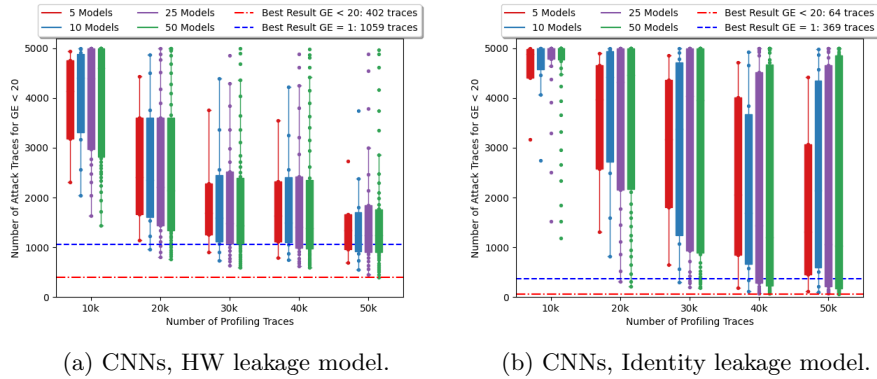 5 Models
10 Models
25 Models
50 Models
Best Result GE < 20: 402 traces
Best Result GE = 1: 1059 traces
5000
4000
3000
2000
1000
0
Number of Attack Traces for GE < 20
10k
20k
30k
40k
50k
Number of Profiling Traces
(a) CNNs, HW leakage model.
5 Models
10 Models
25 Models
50 Models
Best Result GE < 20: 64 traces
Best Result GE = 1: 369 traces
5000
4000
3000
2000
1000
0
Number of Attack Traces for GE < 20
10k
20k
30k
40k
50k
Number of Profiling Traces
(b) CNNs, Identity leakage model.